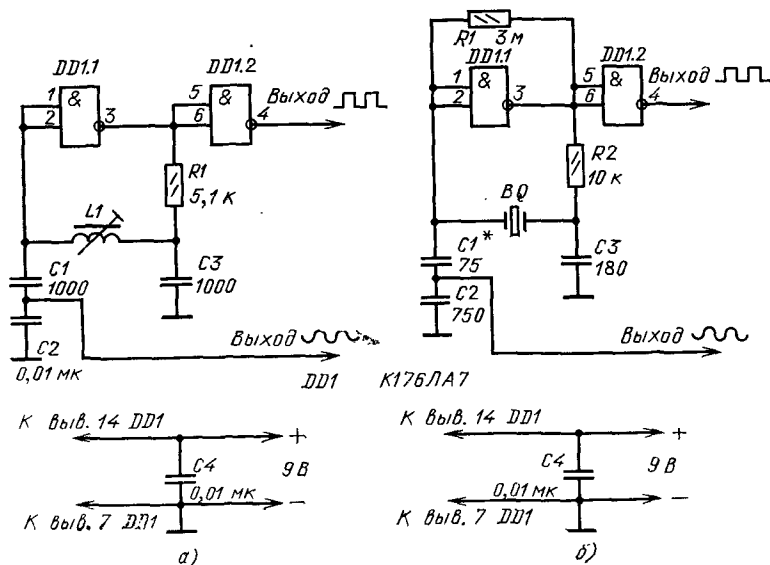 DD1.1
DD1.2
&
&
1
2
3
5
6
4
Выход
R1
5,1 к
L1
C1
1000
C3
1000
C2
0,01 мк
Выход
DD1 К176ЛА7
К выв. 14 DD1
+
C4
9 В
0,01 мк
−
К выв. 7 DD1
а)
R1 3 м
DD1.1
DD1.2
&
&
1
2
3
5
6
4
Выход
R2
10 к
BQ
C1*
75
C3
180
C2
750
Выход
К выв. 14 DD1
+
C4
9 В
0,01 мк
−
К выв. 7 DD1
б)